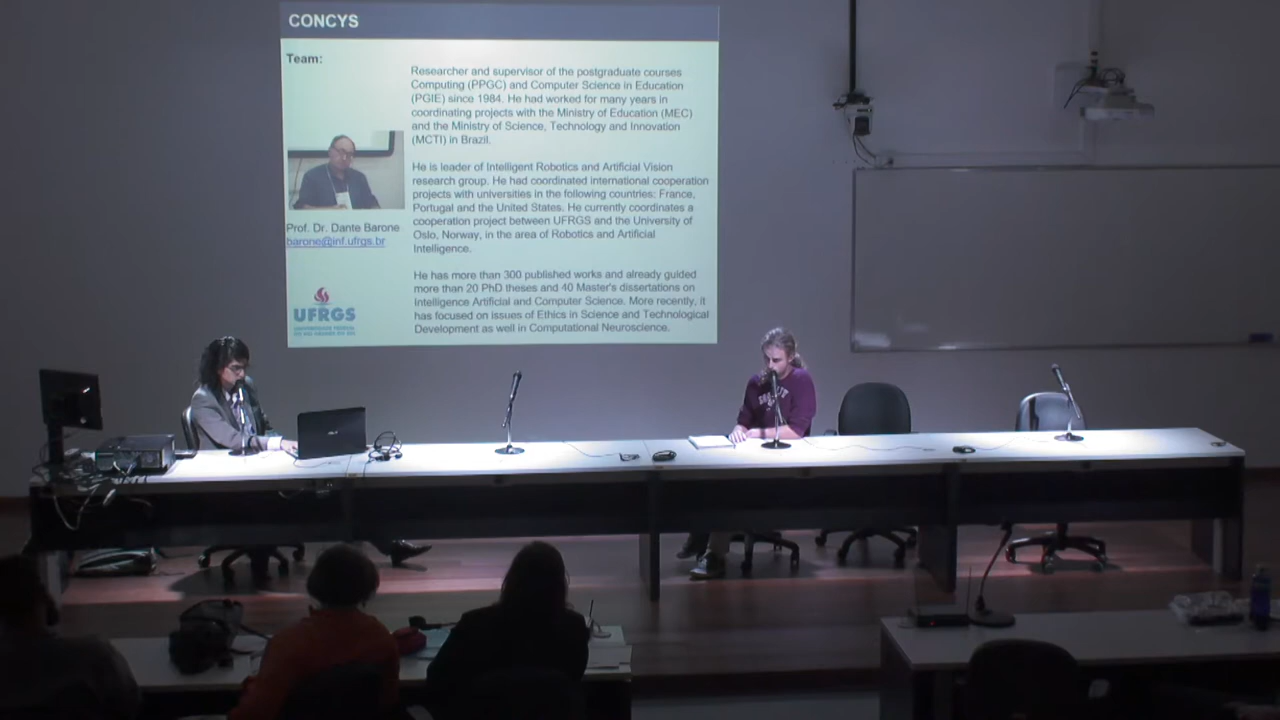 CONCYS
Team:
Researcher and supervisor of the postgraduate courses
Computing (PPGC) and Computer Science in Education
(PGIE) since 1984. He had worked for many years in
coordinating projects with the Ministry of Education (MEC)
and the Ministry of Science, Technology and Innovation
(MCTI) in Brazil.
He is leader of Intelligent Robotics and Artificial Vision
research group. He had coordinated international cooperation
projects with universities in the following countries: France,
Portugal and the United States. He currently coordinates a
cooperation project between UFRGS and the University of
Oslo, Norway, in the area of Robotics and Artificial
Intelligence.
He has more than 300 published works and already guided
more than 20 PhD theses and 40 Master's dissertations on
Intelligence Artificial and Computer Science. More recently, it
has focused on issues of Ethics in Science and Technological
Development as well in Computational Neuroscience.
Prof. Dr. Dante Barone
barone@inf.ufrgs.br
UFRGS
UNIVERSIDADE FEDERAL
DO RIO GRANDE DO SUL